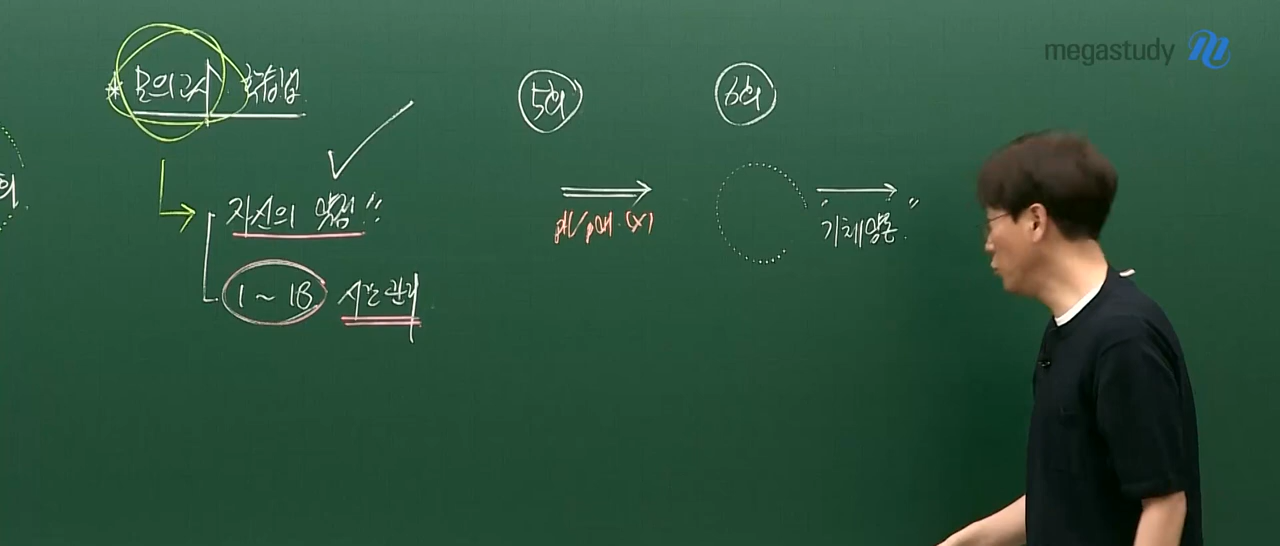 megastudy
* 모의고사 학습법
5회
6회
회
자신의 약점!!
1 ~ 18 시간관리
pH/pOH (X)
"기체양론"